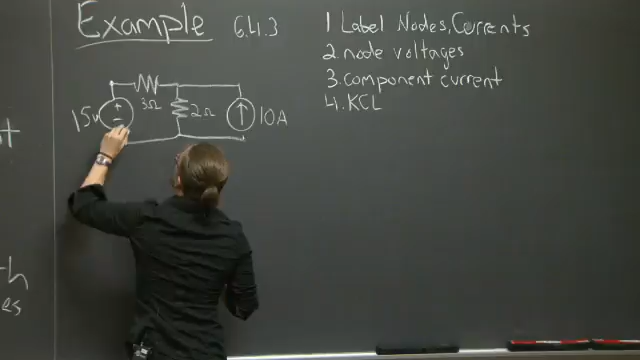 Example 6.4.3
1 Label Nodes, Currents
2. node voltages
3. component current
4. KCL
15v
+
-
3Ω
2Ω
10A
t
h
es